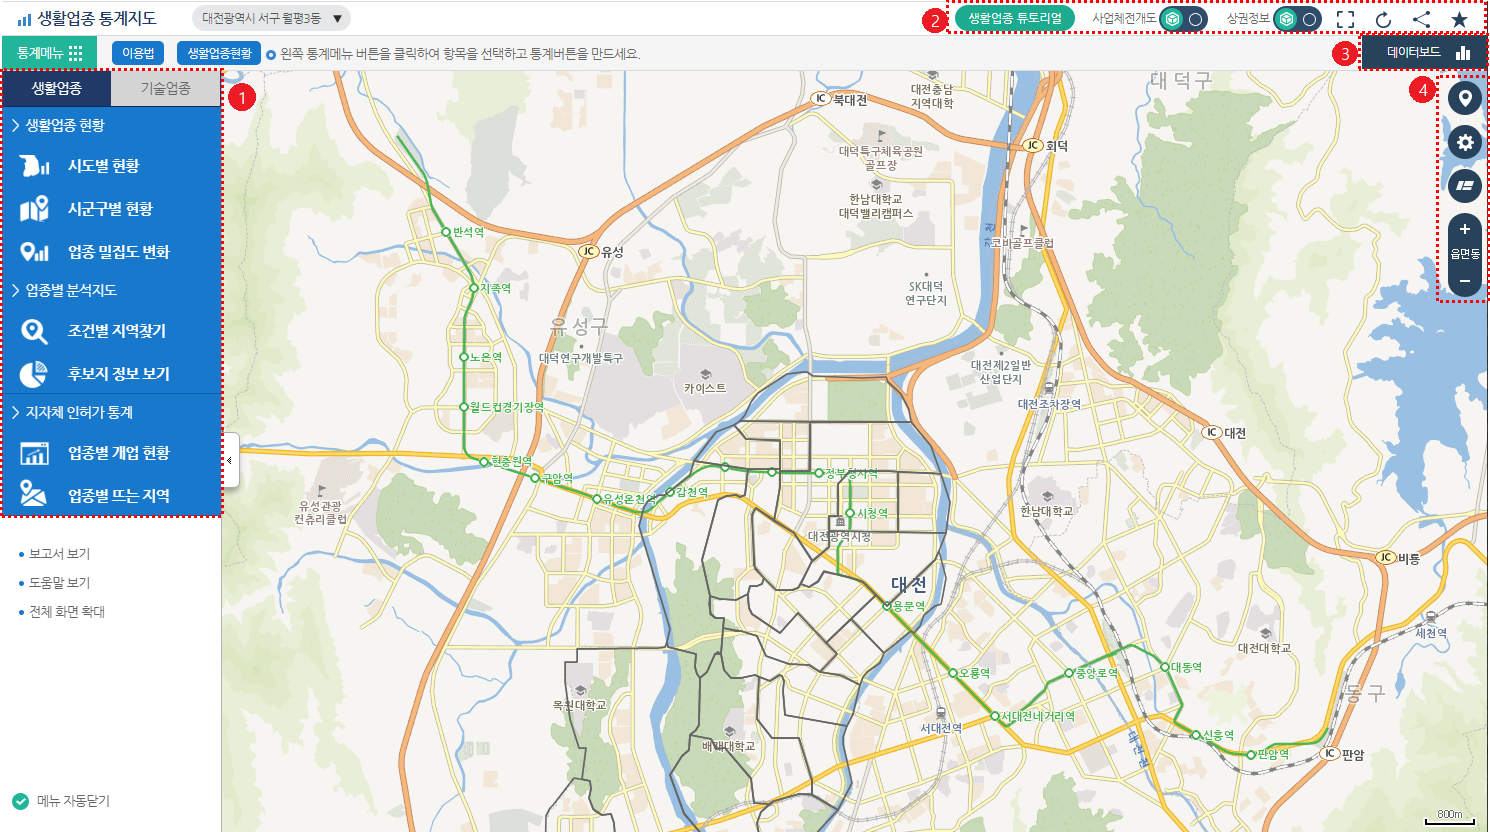 생활업종 통계지도
대전광역시 서구 월평3동 ▼
2
생활업종 튜토리얼
사업체전개도
상권정보
통계메뉴
이용법
생활업종현황
왼쪽 통계메뉴 버튼을 클릭하여 항목을 선택하고 통계버튼을 만드세요.
3
데이터보드
생활업종
기술업종
1
4
> 생활업종 현황
시도별 현황
시군구별 현황
업종 밀집도 변화
> 업종별 분석지도
조건별 지역찾기
후보지 정보 보기
> 지자체 인허가 통계
업종별 개업 현황
업종별 뜨는 지역
• 보고서 보기
• 도움말 보기
• 전체 화면 확대
메뉴 자동닫기
+
읍면동
−
대덕구
IC 북대전
대전충남
지역대학
대덕특구체육공원
골프장
JC 회덕
한남대학교
대덕밸리캠퍼스
반석역
갑천
코바골프클럽
JC 유성
지족역
SK대덕
연구단지
유성구
노은역
대덕연구개발특구
대전제2일반
산업단지
카이스트
대전조차장역
월드컵경기장역
IC 대전
현충원역
구암역
유성온천역
갑천역
정부청사역
유성관광
컨츄리클럽
시청역
대전광역시청
한남대학교
JC 비룡
대전
용문역
세천역
대전대학교
오룡역
중앙로역
대동역
동구
목원대학교
서대전네거리역
서대전역
배재대학교
대전천
신흥역
판암역
IC 판암
800m